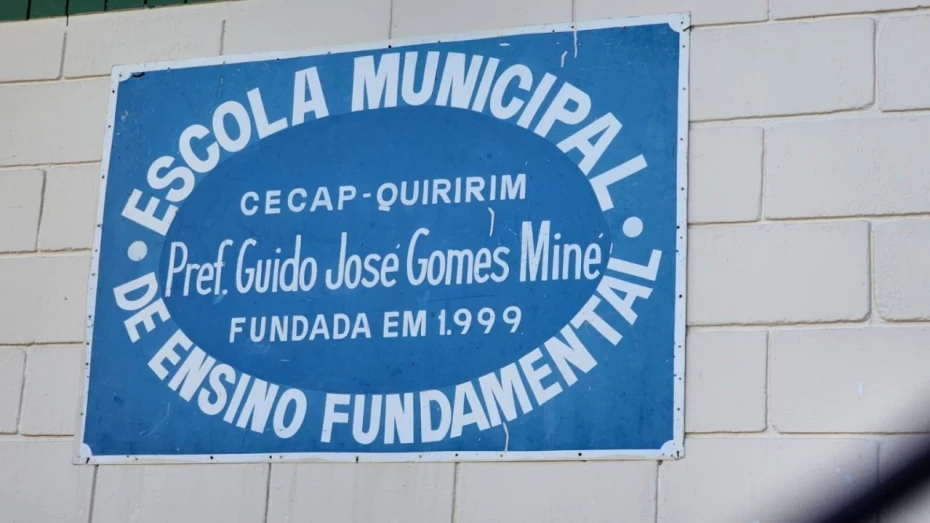 ESCOLA MUNICIPAL
CECAP-QUIRIRIM
Pref. Guido José Gomes Miné
FUNDADA EM 1.999
DE ENSINO FUNDAMENTAL